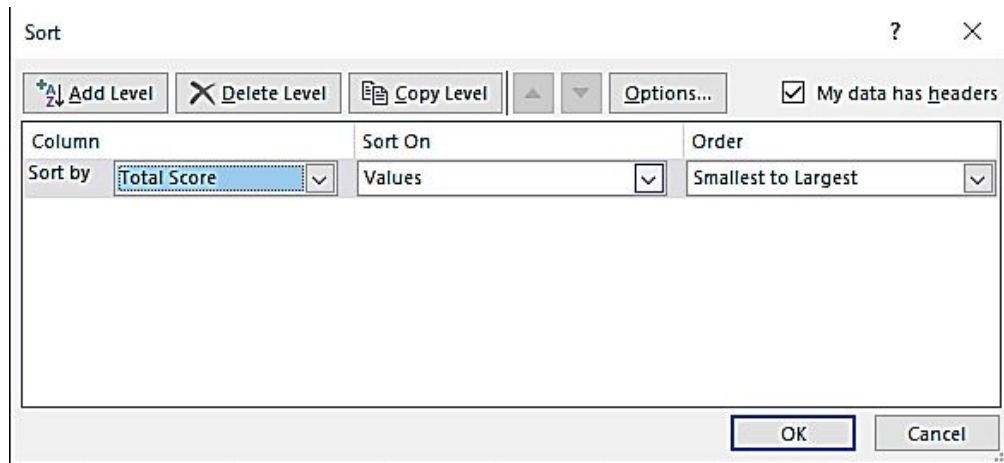 Sort ?
Add Level Delete Level Copy Level Options... My data has headers
Column Sort On Order
Sort by Total Score Values Smallest to Largest
OK Cancel